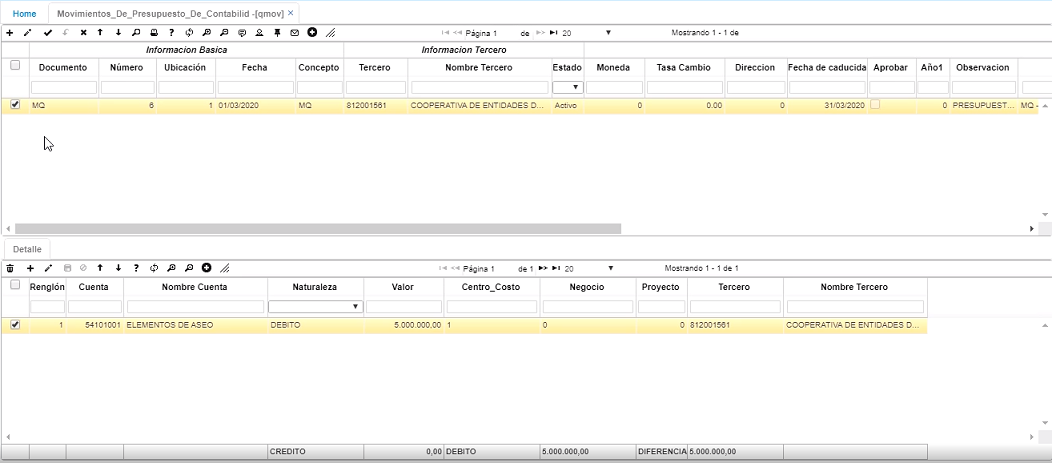 Home Movimientos_De_Presupuesto_De_Contabilid -[qmov] ×
Página 1 de 20 Mostrando 1 - 1 de
Informacion Basica Informacion Tercero
Documento Número Ubicación Fecha Concepto Tercero Nombre Tercero Estado Moneda Tasa Cambio Direccion Fecha de caducida Aprobar Año1 Observacion
MQ 6 1 01/03/2020 MQ 812001561 COOPERATIVA DE ENTIDADES D... Activo 0 0.00 0 31/03/2020 0 PRESUPUEST... MQ -
Detalle
Página 1 de 1 20 Mostrando 1 - 1 de 1
Renglón Cuenta Nombre Cuenta Naturaleza Valor Centro_Costo Negocio Proyecto Tercero Nombre Tercero
1 54101001 ELEMENTOS DE ASEO DEBITO 5.000.000,00 1 0 0 812001561 COOPERATIVA DE ENTIDADES D...
CREDITO 0,00 DEBITO 5.000.000,00 DIFERENCIA 5.000.000,00